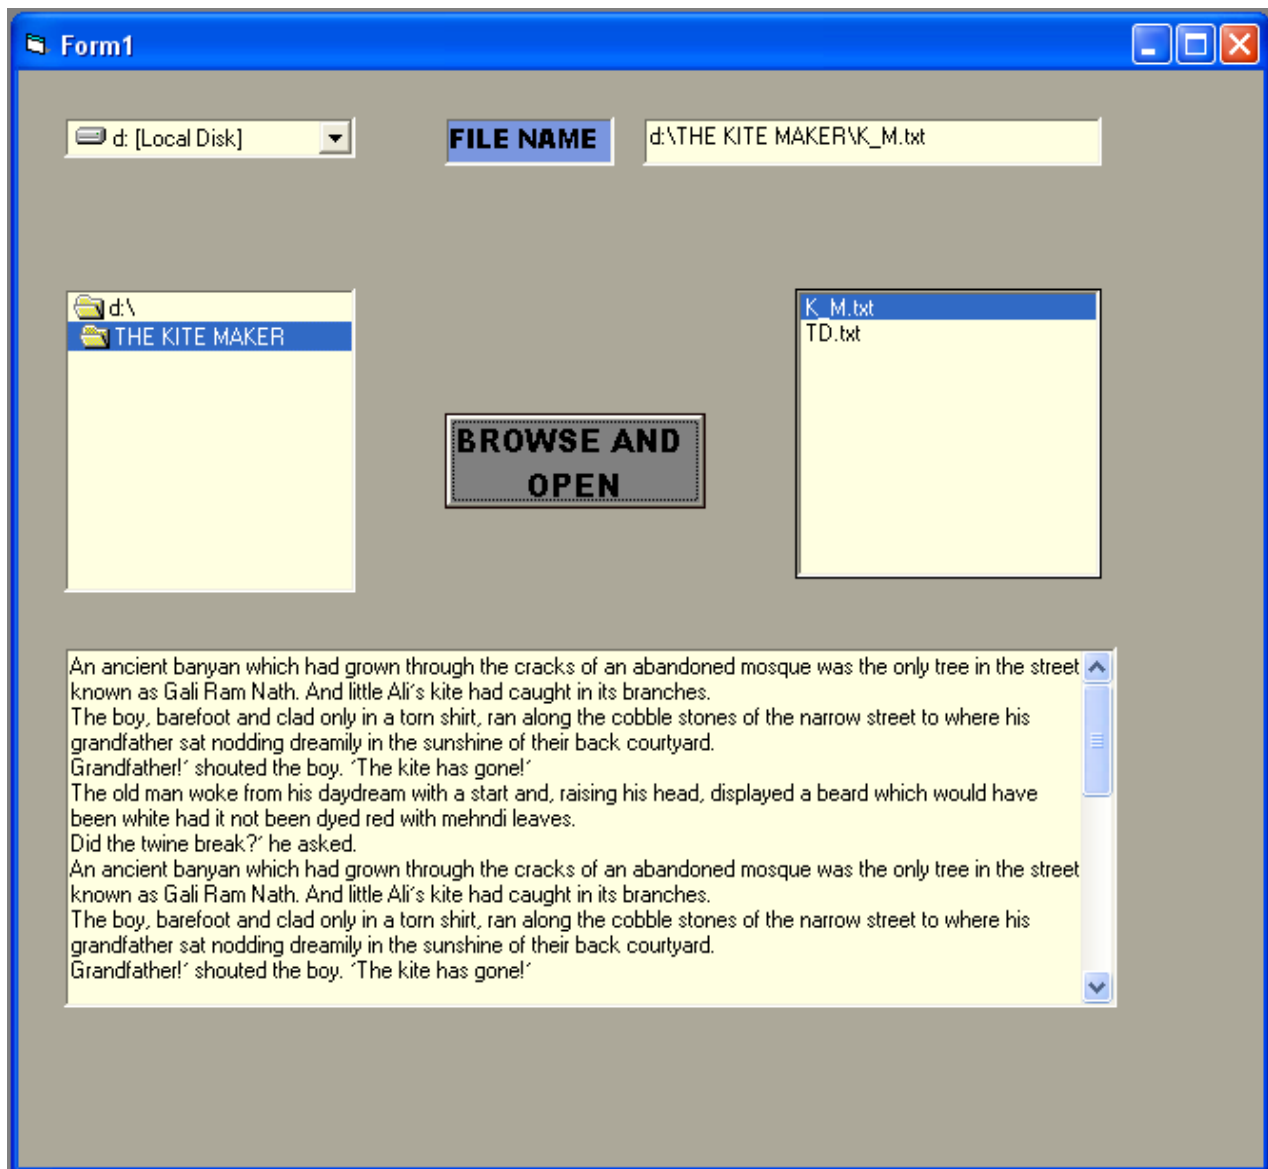 Form1
d: [Local Disk]
FILE NAME
d:\THE KITE MAKER\K_M.txt
d:\
THE KITE MAKER
K_M.txt
TD.txt
BROWSE AND
OPEN
An ancient banyan which had grown through the cracks of an abandoned mosque was the only tree in the street
known as Gali Ram Nath. And little Ali´s kite had caught in its branches.
The boy, barefoot and clad only in a torn shirt, ran along the cobble stones of the narrow street to where his
grandfather sat nodding dreamily in the sunshine of their back courtyard.
Grandfather!´ shouted the boy. ´The kite has gone!´
The old man woke from his daydream with a start and, raising his head, displayed a beard which would have
been white had it not been dyed red with mehndi leaves.
Did the twine break?´ he asked.
An ancient banyan which had grown through the cracks of an abandoned mosque was the only tree in the street
known as Gali Ram Nath. And little Ali´s kite had caught in its branches.
The boy, barefoot and clad only in a torn shirt, ran along the cobble stones of the narrow street to where his
grandfather sat nodding dreamily in the sunshine of their back courtyard.
Grandfather!´ shouted the boy. ´The kite has gone!´